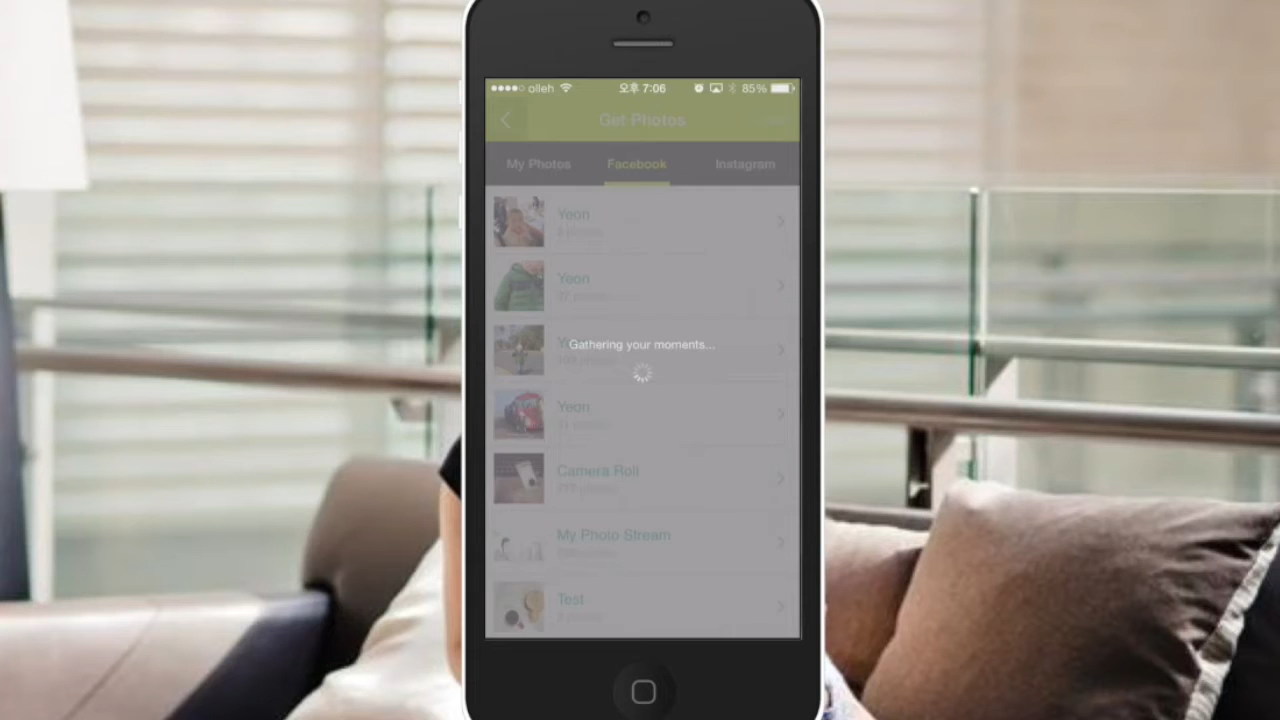 olleh 오후 7:06 85%
Get Photos
My Photos Facebook Instagram
Yeon
Yeon
Gathering your moments...
Yeon
Camera Roll
My Photo Stream
Test